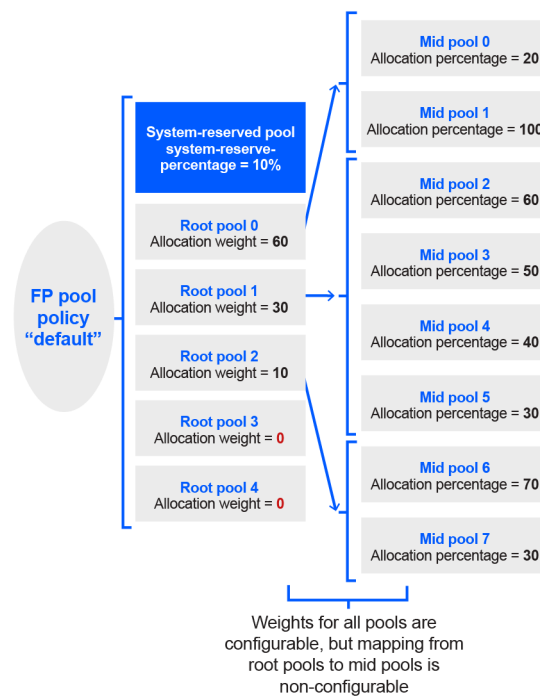 FP pool
policy
“default”
System-reserved pool
system-reserve-
percentage = 10%
Root pool 0
Allocation weight = 60
Root pool 1
Allocation weight = 30
Root pool 2
Allocation weight = 10
Root pool 3
Allocation weight = 0
Root pool 4
Allocation weight = 0
Mid pool 0
Allocation percentage = 20
Mid pool 1
Allocation percentage = 100
Mid pool 2
Allocation percentage = 60
Mid pool 3
Allocation percentage = 50
Mid pool 4
Allocation percentage = 40
Mid pool 5
Allocation percentage = 30
Mid pool 6
Allocation percentage = 70
Mid pool 7
Allocation percentage = 30
Weights for all pools are
configurable, but mapping from
root pools to mid pools is
non-configurable